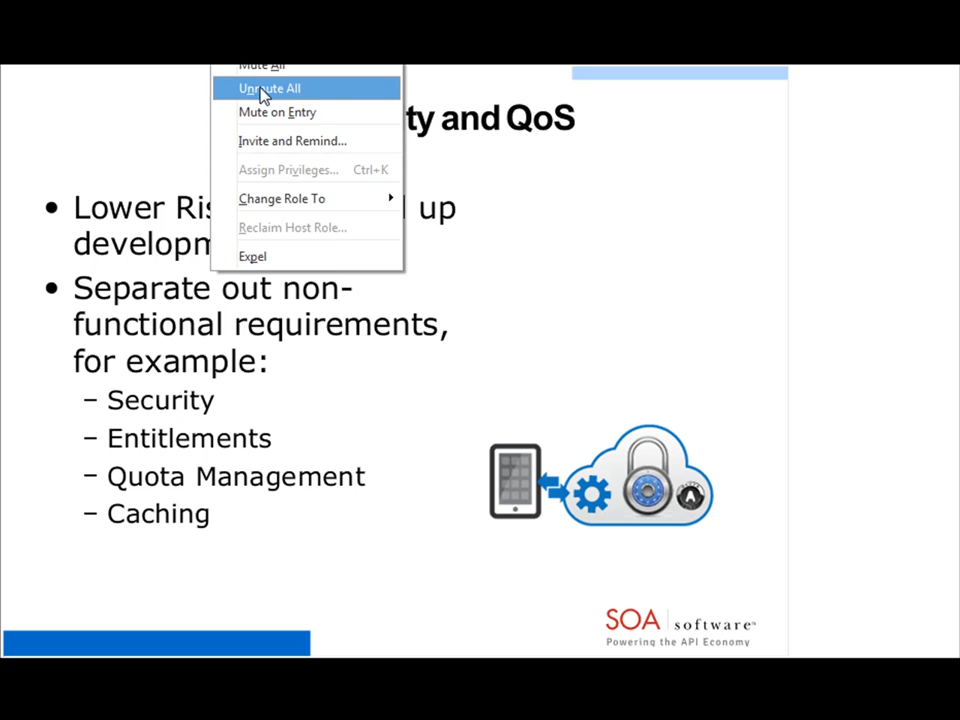 Mute All
Unmute All
ty and QoS
Mute on Entry
Invite and Remind...
Assign Privileges... Ctrl+K
Change Role To
Reclaim Host Role...
Expel
• Lower Ris up
developm
• Separate out non-
functional requirements,
for example:
– Security
– Entitlements
– Quota Management
– Caching
A
SOA software™
Powering the API Economy